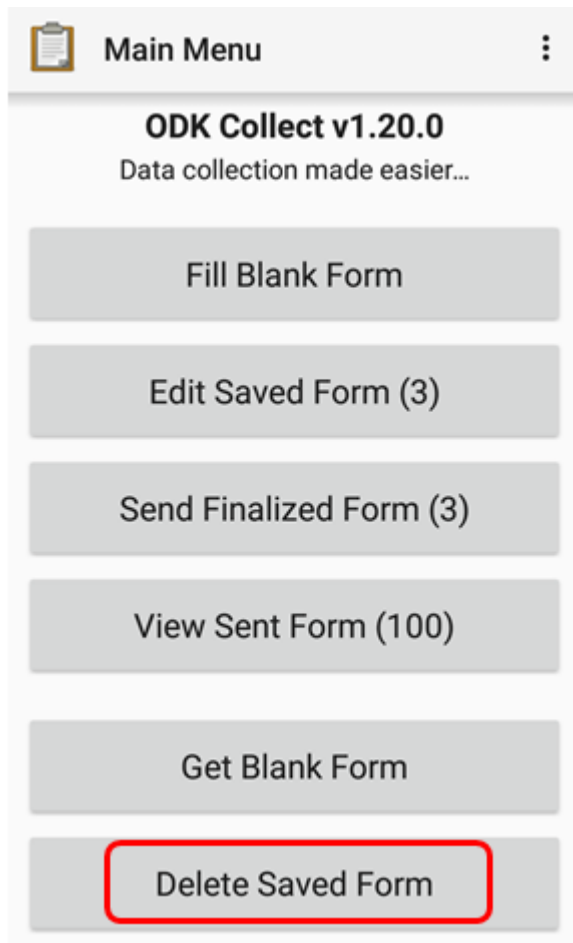 Main Menu
ODK Collect v1.20.0
Data collection made easier...
Fill Blank Form
Edit Saved Form (3)
Send Finalized Form (3)
View Sent Form (100)
Get Blank Form
Delete Saved Form